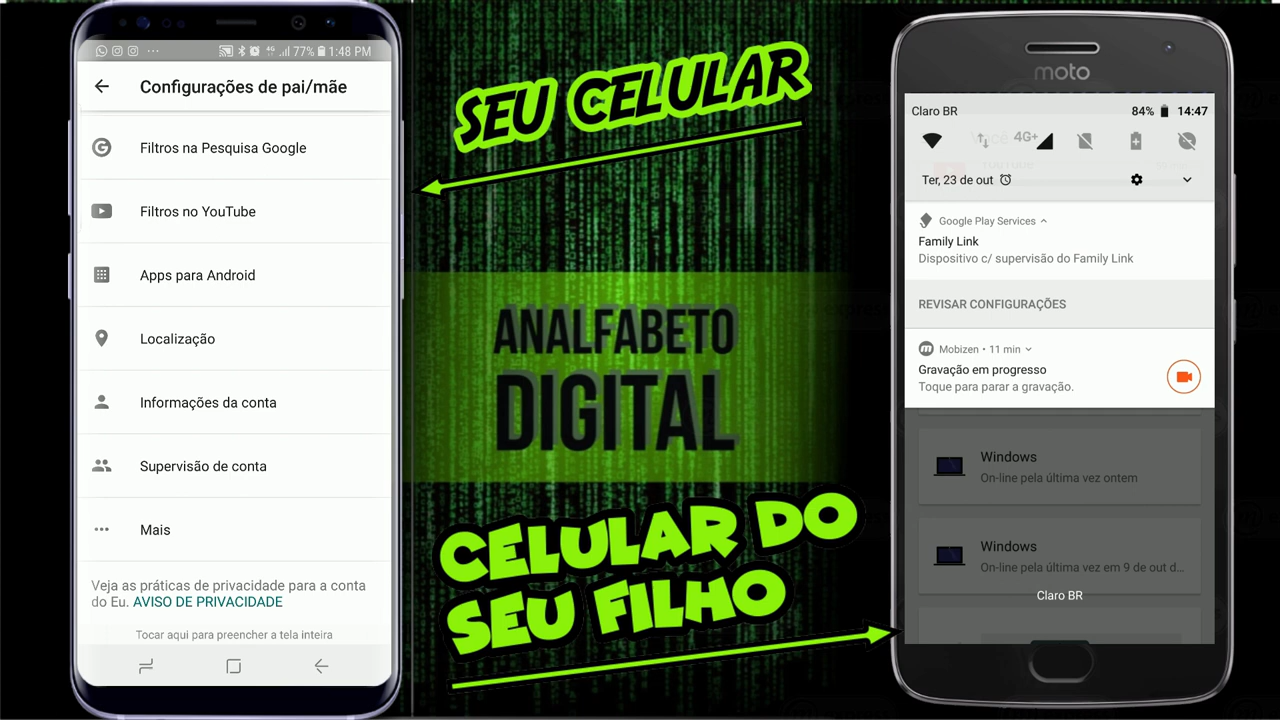 77% 1:48 PM
Configurações de pai/mãe
Filtros na Pesquisa Google
Filtros no YouTube
Apps para Android
Localização
Informações da conta
Supervisão de conta
Mais
Veja as práticas de privacidade para a conta
do Eu. AVISO DE PRIVACIDADE
Tocar aqui para preencher a tela inteira
SEU CELULAR
ANALFABETO
DIGITAL
CELULAR DO
SEU FILHO
moto
Claro BR 84% 14:47
4G+
Ter, 23 de out
Google Play Services
Family Link
Dispositivo c/ supervisão do Family Link
REVISAR CONFIGURAÇÕES
Mobizen • 11 min
Gravação em progresso
Toque para parar a gravação.
Windows
On-line pela última vez ontem
Windows
On-line pela última vez em 9 de out d...
Claro BR